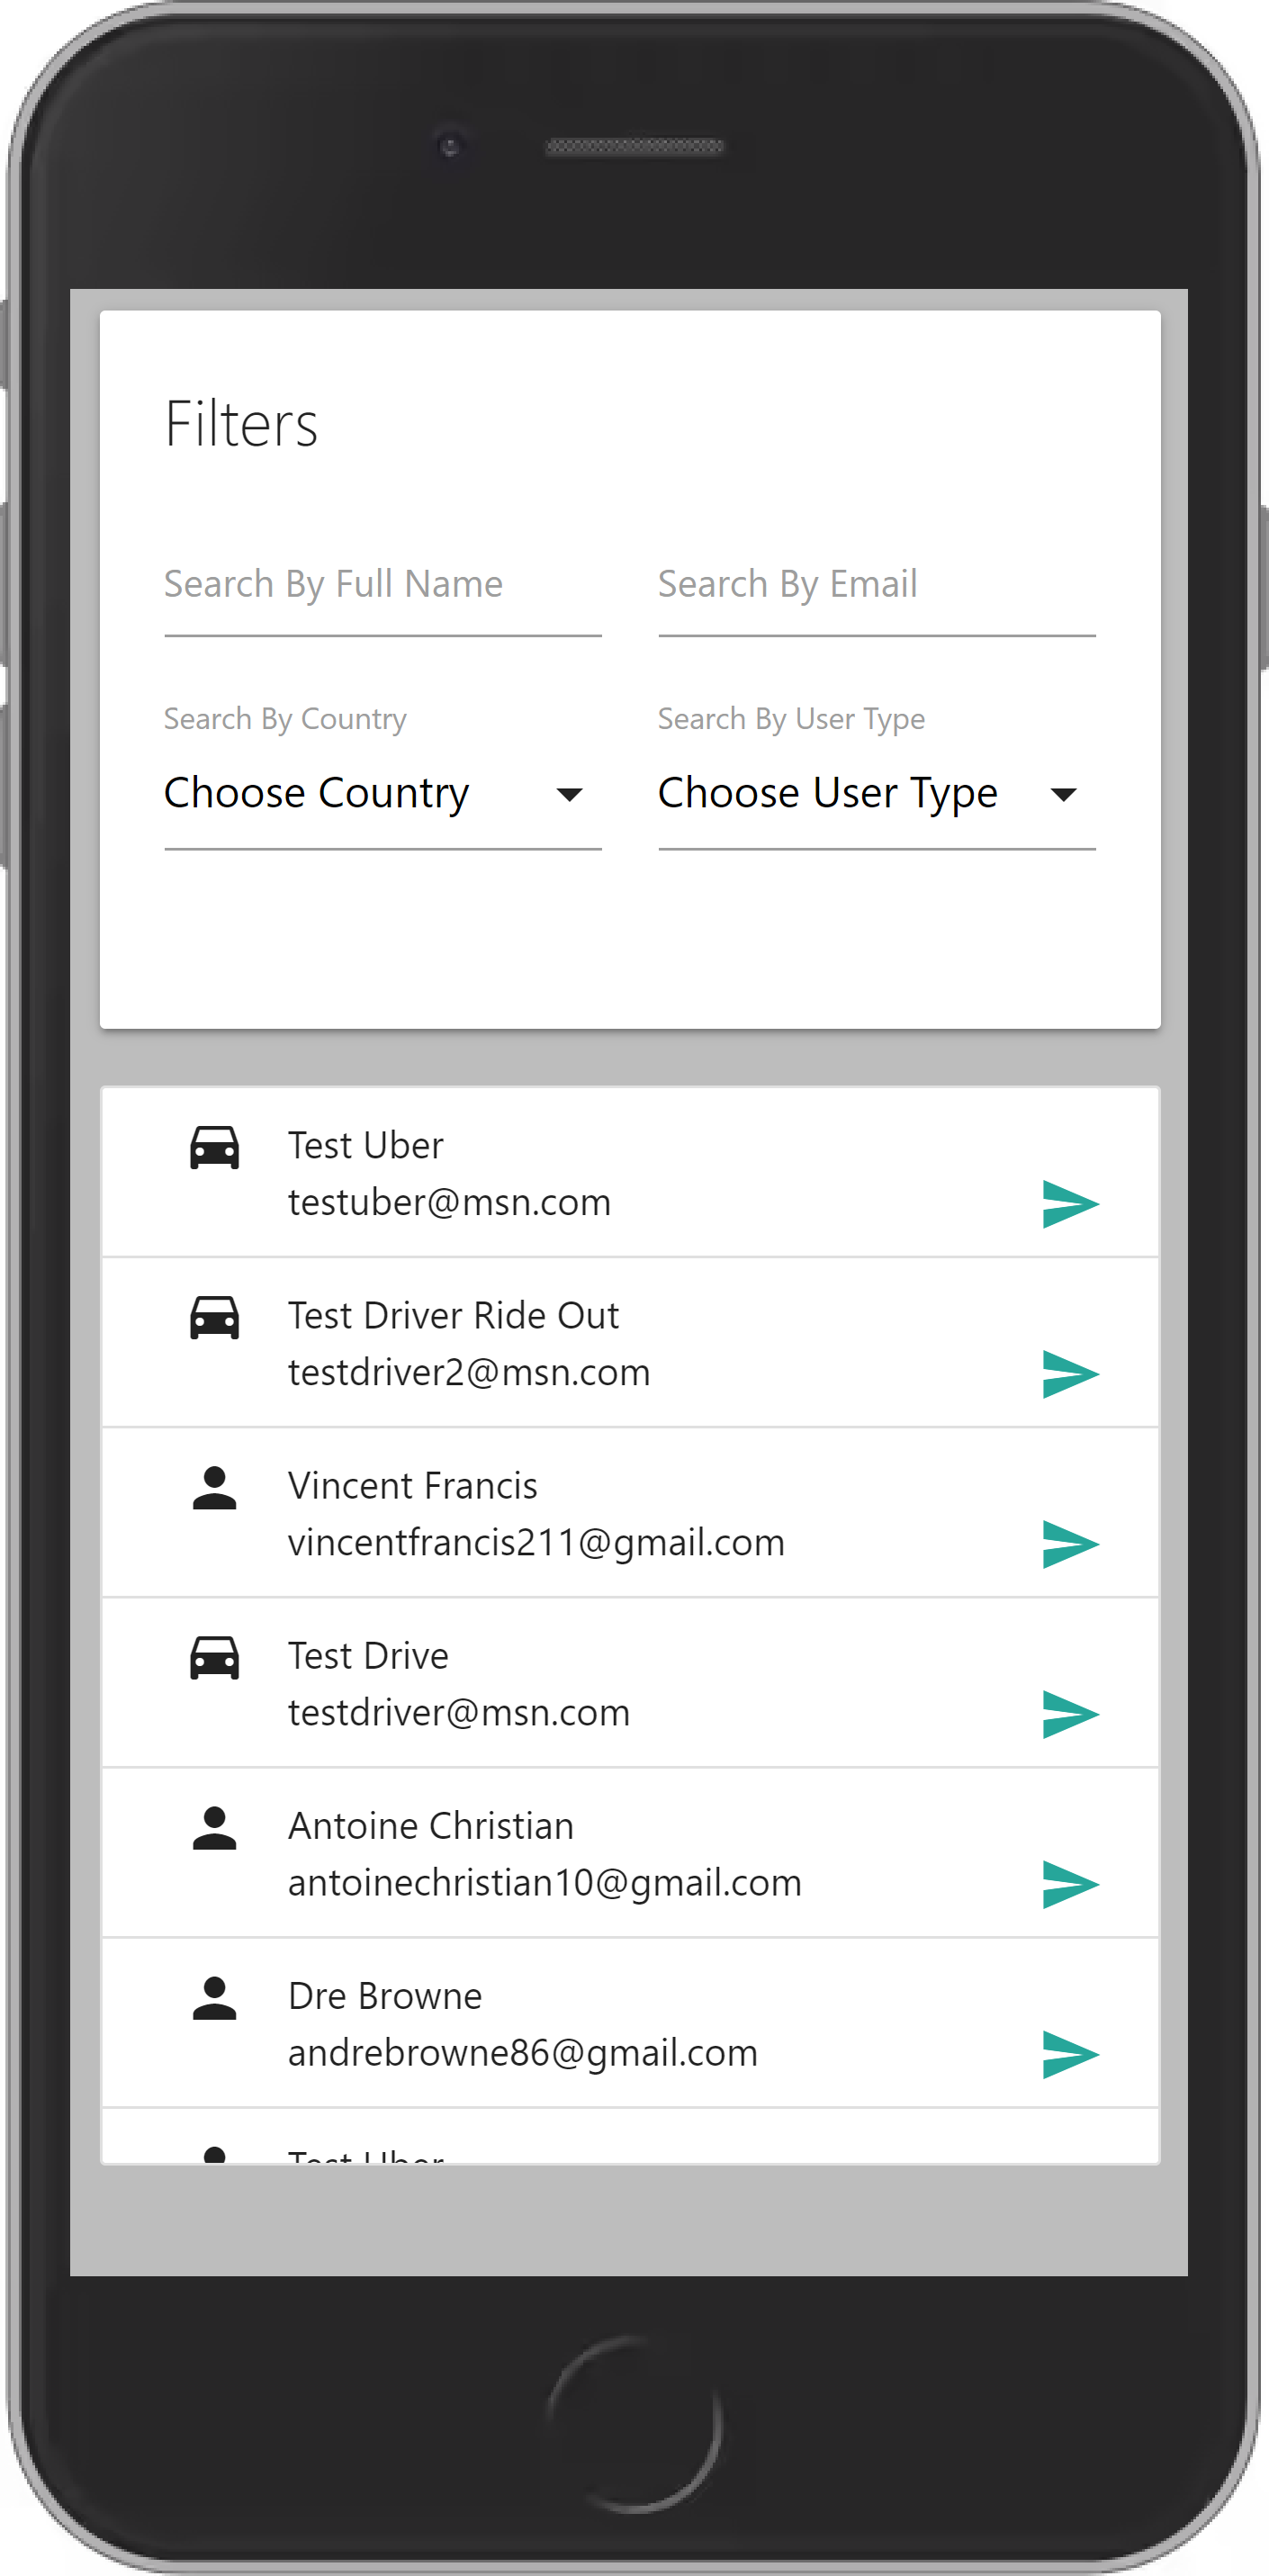 Filters
Search By Full Name
Search By Email
Search By Country
Search By User Type
Choose Country
Choose User Type
Test Uber
testuber@msn.com
Test Driver Ride Out
testdriver2@msn.com
Vincent Francis
vincentfrancis211@gmail.com
Test Drive
testdriver@msn.com
Antoine Christian
antoinechristian10@gmail.com
Dre Browne
andrebrowne86@gmail.com
Test Uber